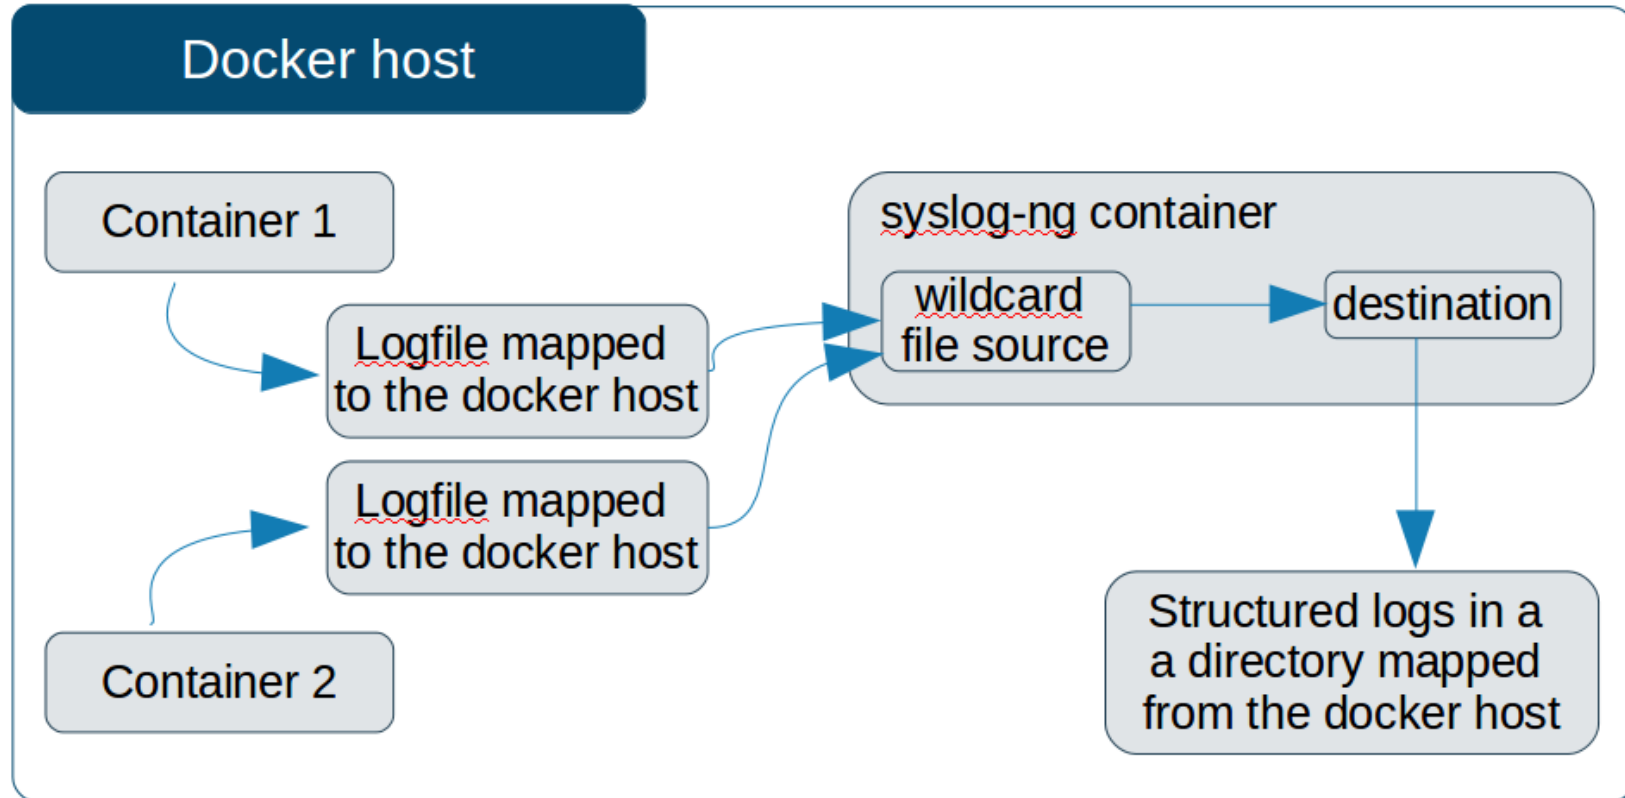 Docker host
Container 1
syslog-ng container
wildcard
file source
destination
Logfile mapped
to the docker host
Logfile mapped
to the docker host
Container 2
Structured logs in a
a directory mapped
from the docker host